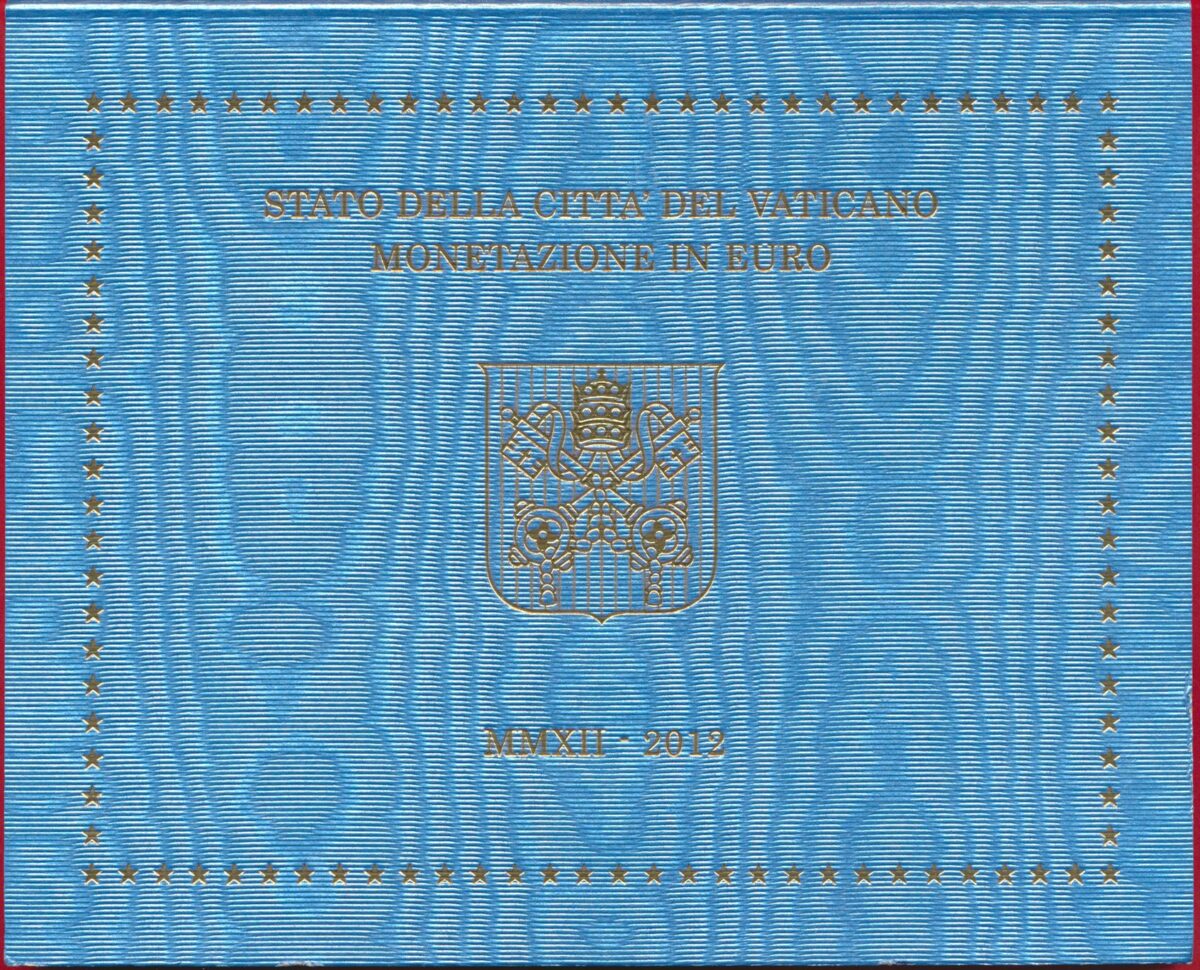 STATO DELLA CITTA' DEL VATICANO
MONETAZIONE IN EURO
MMXII - 2012